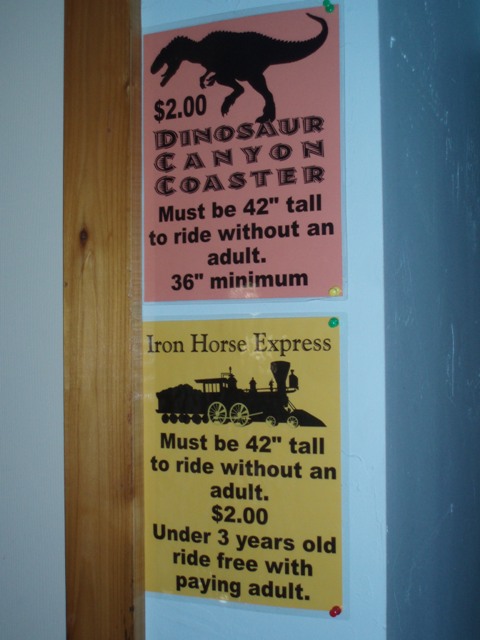 $2.00
DINOSAUR
CANYON
COASTER
Must be 42" tall
to ride without an
adult.
36" minimum
Iron Horse Express
Must be 42" tall
to ride without an
adult.
$2.00
Under 3 years old
ride free with
paying adult.